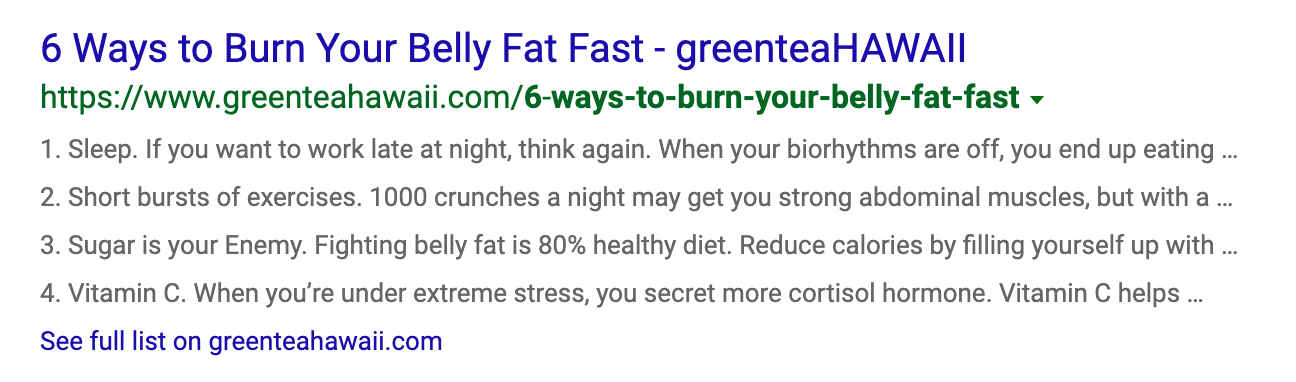 6 Ways to Burn Your Belly Fat Fast - greenteaHAWAII
https://www.greenteahawaii.com/6-ways-to-burn-your-belly-fat-fast
1. Sleep. If you want to work late at night, think again. When your biorhythms are off, you end up eating ...
2. Short bursts of exercises. 1000 crunches a night may get you strong abdominal muscles, but with a ...
3. Sugar is your Enemy. Fighting belly fat is 80% healthy diet. Reduce calories by filling yourself up with ...
4. Vitamin C. When you’re under extreme stress, you secret more cortisol hormone. Vitamin C helps ...
See full list on greenteahawaii.com